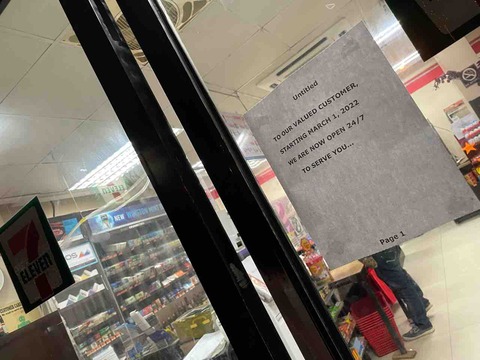 Untitled
TO OUR VALUED CUSTOMER,
STARTING MARCH 1, 2022
WE ARE NOW OPEN 24/7
TO SERVE YOU...
Page 1
7
ELEVEN
NEW